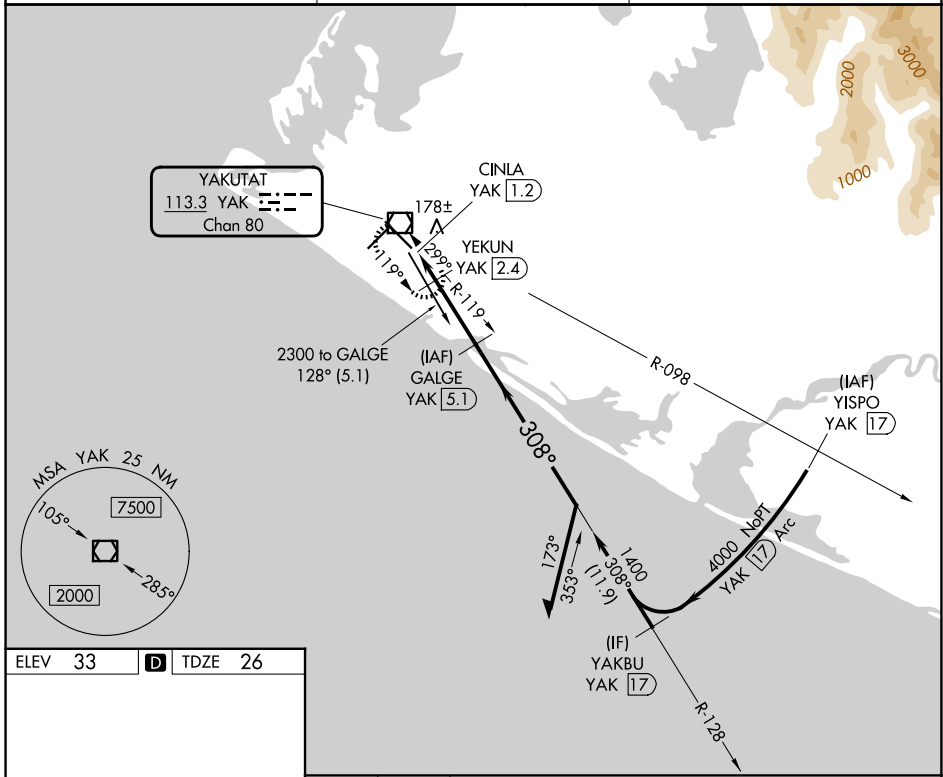 3000
2000
1000
YAKUTAT
113.3 YAK
Chan 80
CINLA
YAK 1.2
178±
YEKUN
YAK 2.4
299°
119°
R-119
2300 to GALGE
128° (5.1)
(IAF)
GALGE
YAK 5.1
R-098
(IAF)
YISPO
YAK 17
308°
MSA YAK 25 NM
7500
105°
285°
2000
173°
353°
1400
308°
(11.9)
4000 NoPT
YAK 17 Arc
(IF)
YAKBU
YAK 17
R-128
ELEV 33 D TDZE 26